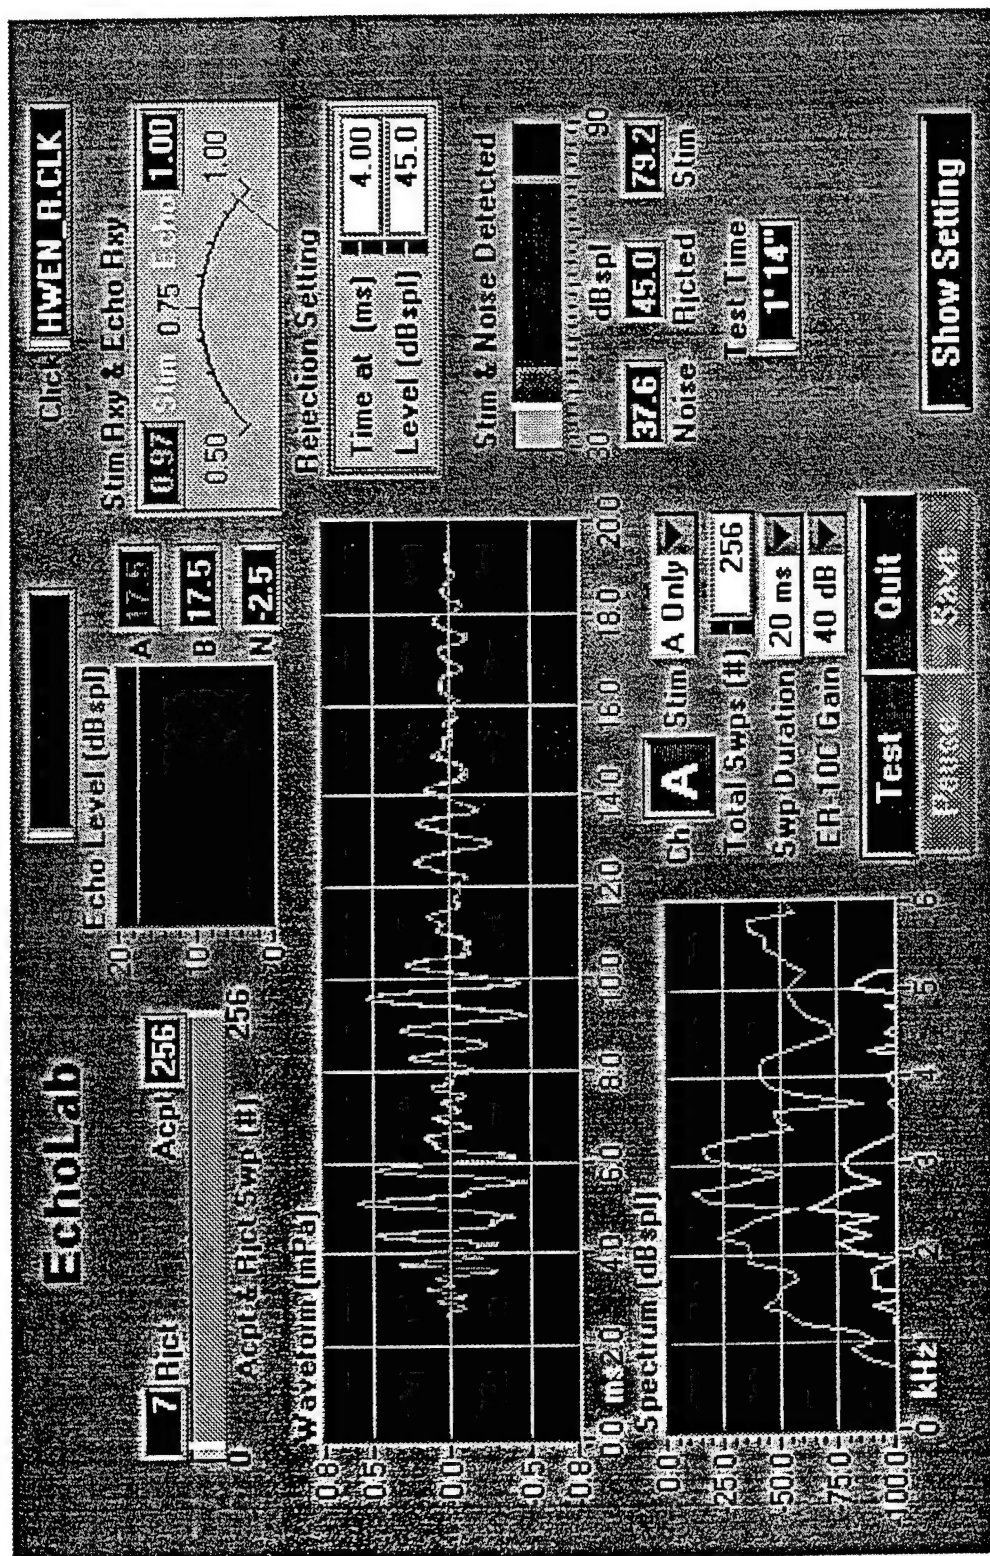 EchoLab
Click HWEN_R.CLK
7 Rjct
Acpt 256
0 256
Acpt & Rjct Swp (#)
Echo Level (dBspl)
20
10
0
A 17.5
B 17.5
N -2.5
Stim Rxy & Echo Rxy
0.97 Stim 0.75 Echo 1.00
0.50 1.00
Waveform (mPa)
0.8
0.5
0.0
-0.5
-0.8
0.0 ms 2.0 4.0 6.0 8.0 10.0 12.0 14.0 16.0 18.0 20.0
Rejection Setting
Time at (ms) 4.00
Level (dBspl) 45.0
Stim & Noise Detected
30 dBspl 90
37.6 45.0 79.2
Noise Rjcted Stim
Test Time
1' 14"
Spectrum (dBspl)
0.0
25.0
50.0
75.0
100.0
0 kHz 2 3 4 5 6
Ch A Stim A Only
Total Swps (#) 256
Swp Duration 20 ms
ER-10C Gain 40 dB
Test Quit
Save
Show Setting